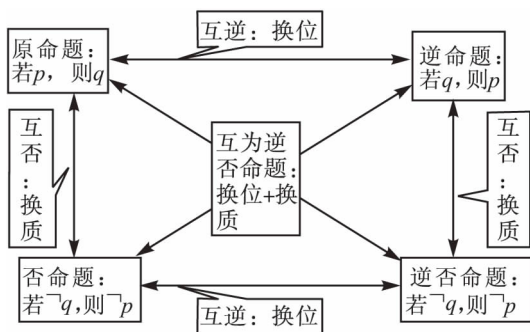 互逆：换位
原命题：
若p，则q
逆命题：
若q,则p
互
否
：
换
质
互为逆
否命题：
换位+换
质
互
否
：
换
质
否命题：
若¬q,则¬p
逆否命题：
若¬q,则¬p
互逆：换位